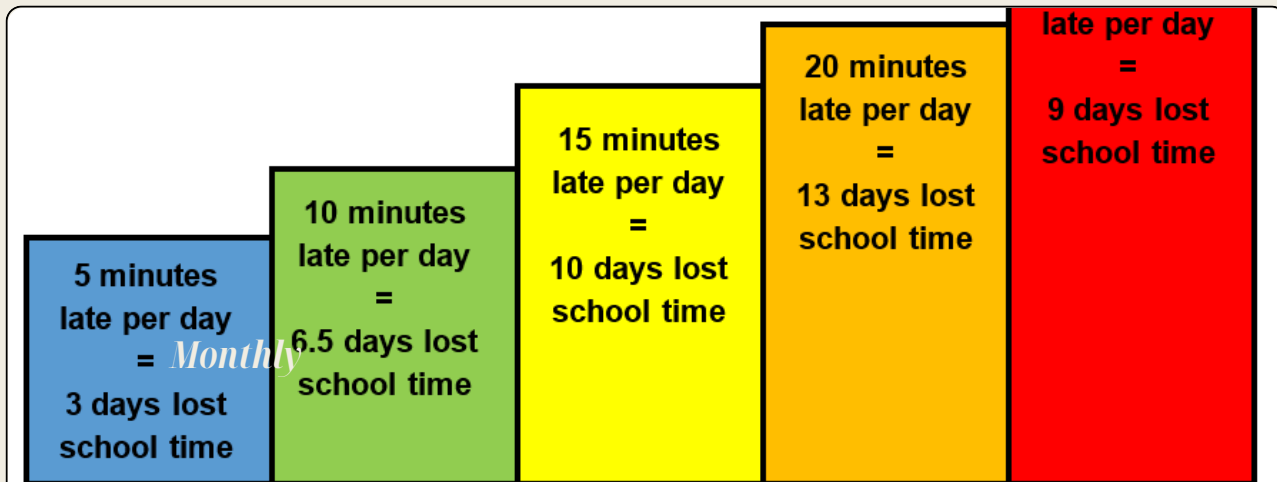 5 minutes
late per day
=
3 days lost
school time
Monthly
10 minutes
late per day
=
6.5 days lost
school time
15 minutes
late per day
=
10 days lost
school time
20 minutes
late per day
=
13 days lost
school time
late per day
=
9 days lost
school time